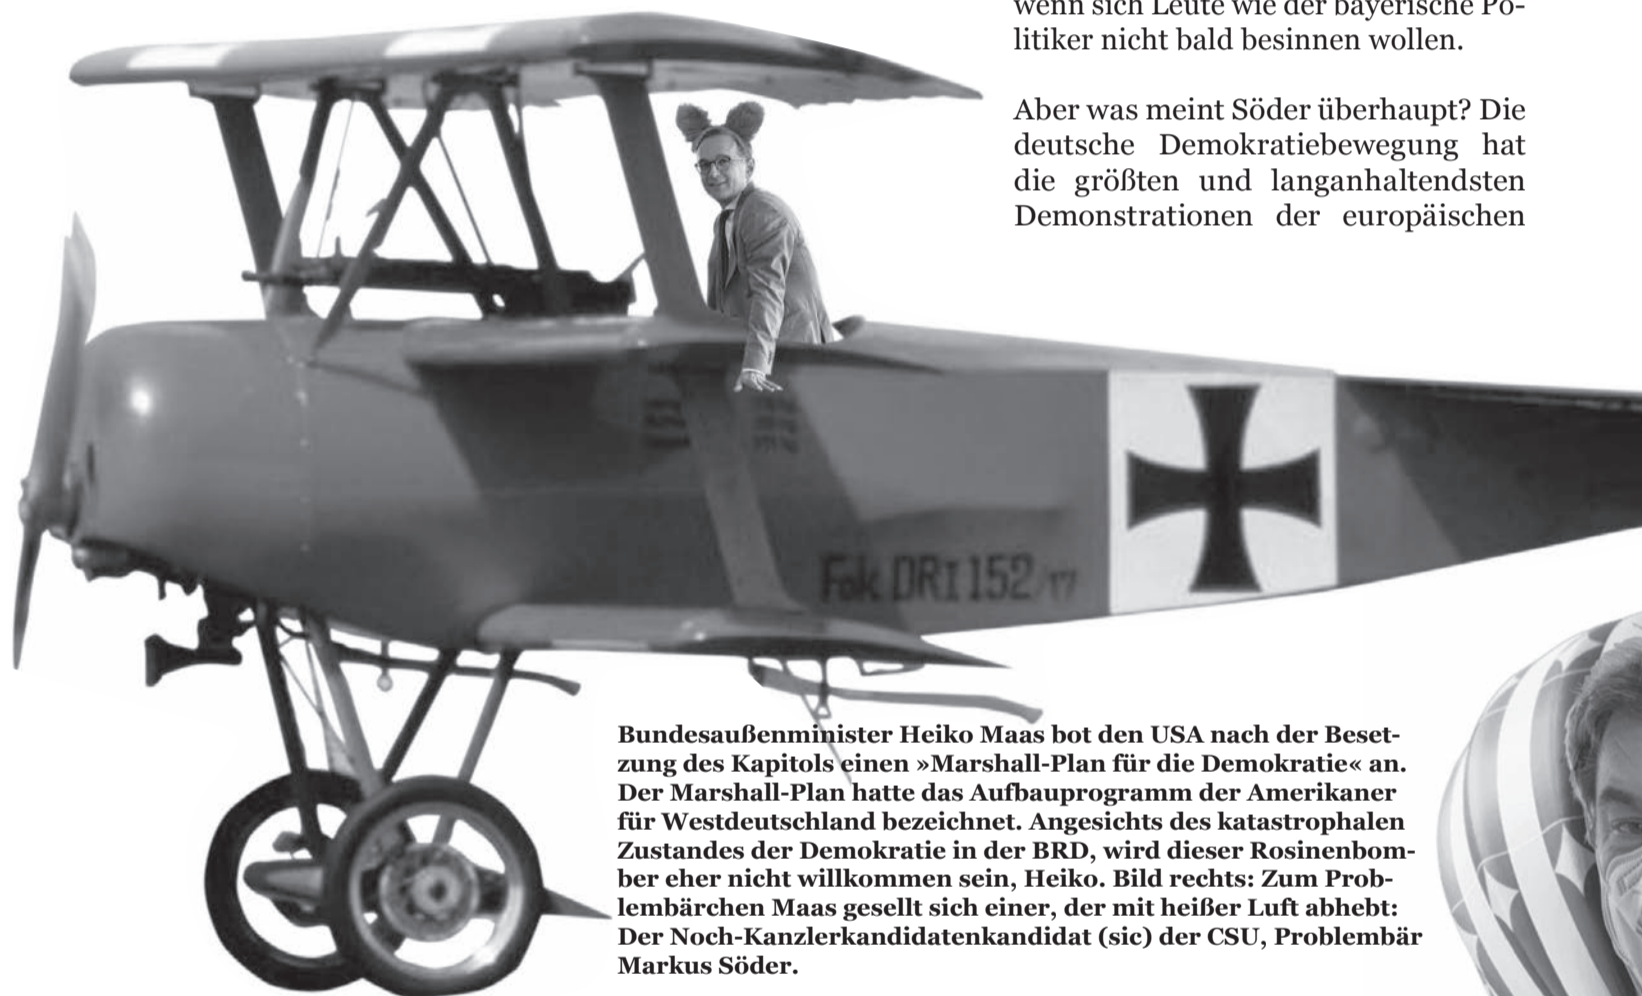 wenn sich Leute wie der bayerische Po-
litiker nicht bald besinnen wollen.
Aber was meint Söder überhaupt? Die
deutsche Demokratiebewegung hat
die größten und langanhaltendsten
Demonstrationen der europäischen
Fok DRI 152/17
Bundesaußenminister Heiko Maas bot den USA nach der Beset-
zung des Kapitols einen »Marshall-Plan für die Demokratie« an.
Der Marshall-Plan hatte das Aufbauprogramm der Amerikaner
für Westdeutschland bezeichnet. Angesichts des katastrophalen
Zustandes der Demokratie in der BRD, wird dieser Rosinenbom-
ber eher nicht willkommen sein, Heiko. Bild rechts: Zum Prob-
lembärchen Maas gesellt sich einer, der mit heißer Luft abhebt:
Der Noch-Kanzlerkandidatenkandidat (sic) der CSU, Problembär
Markus Söder.